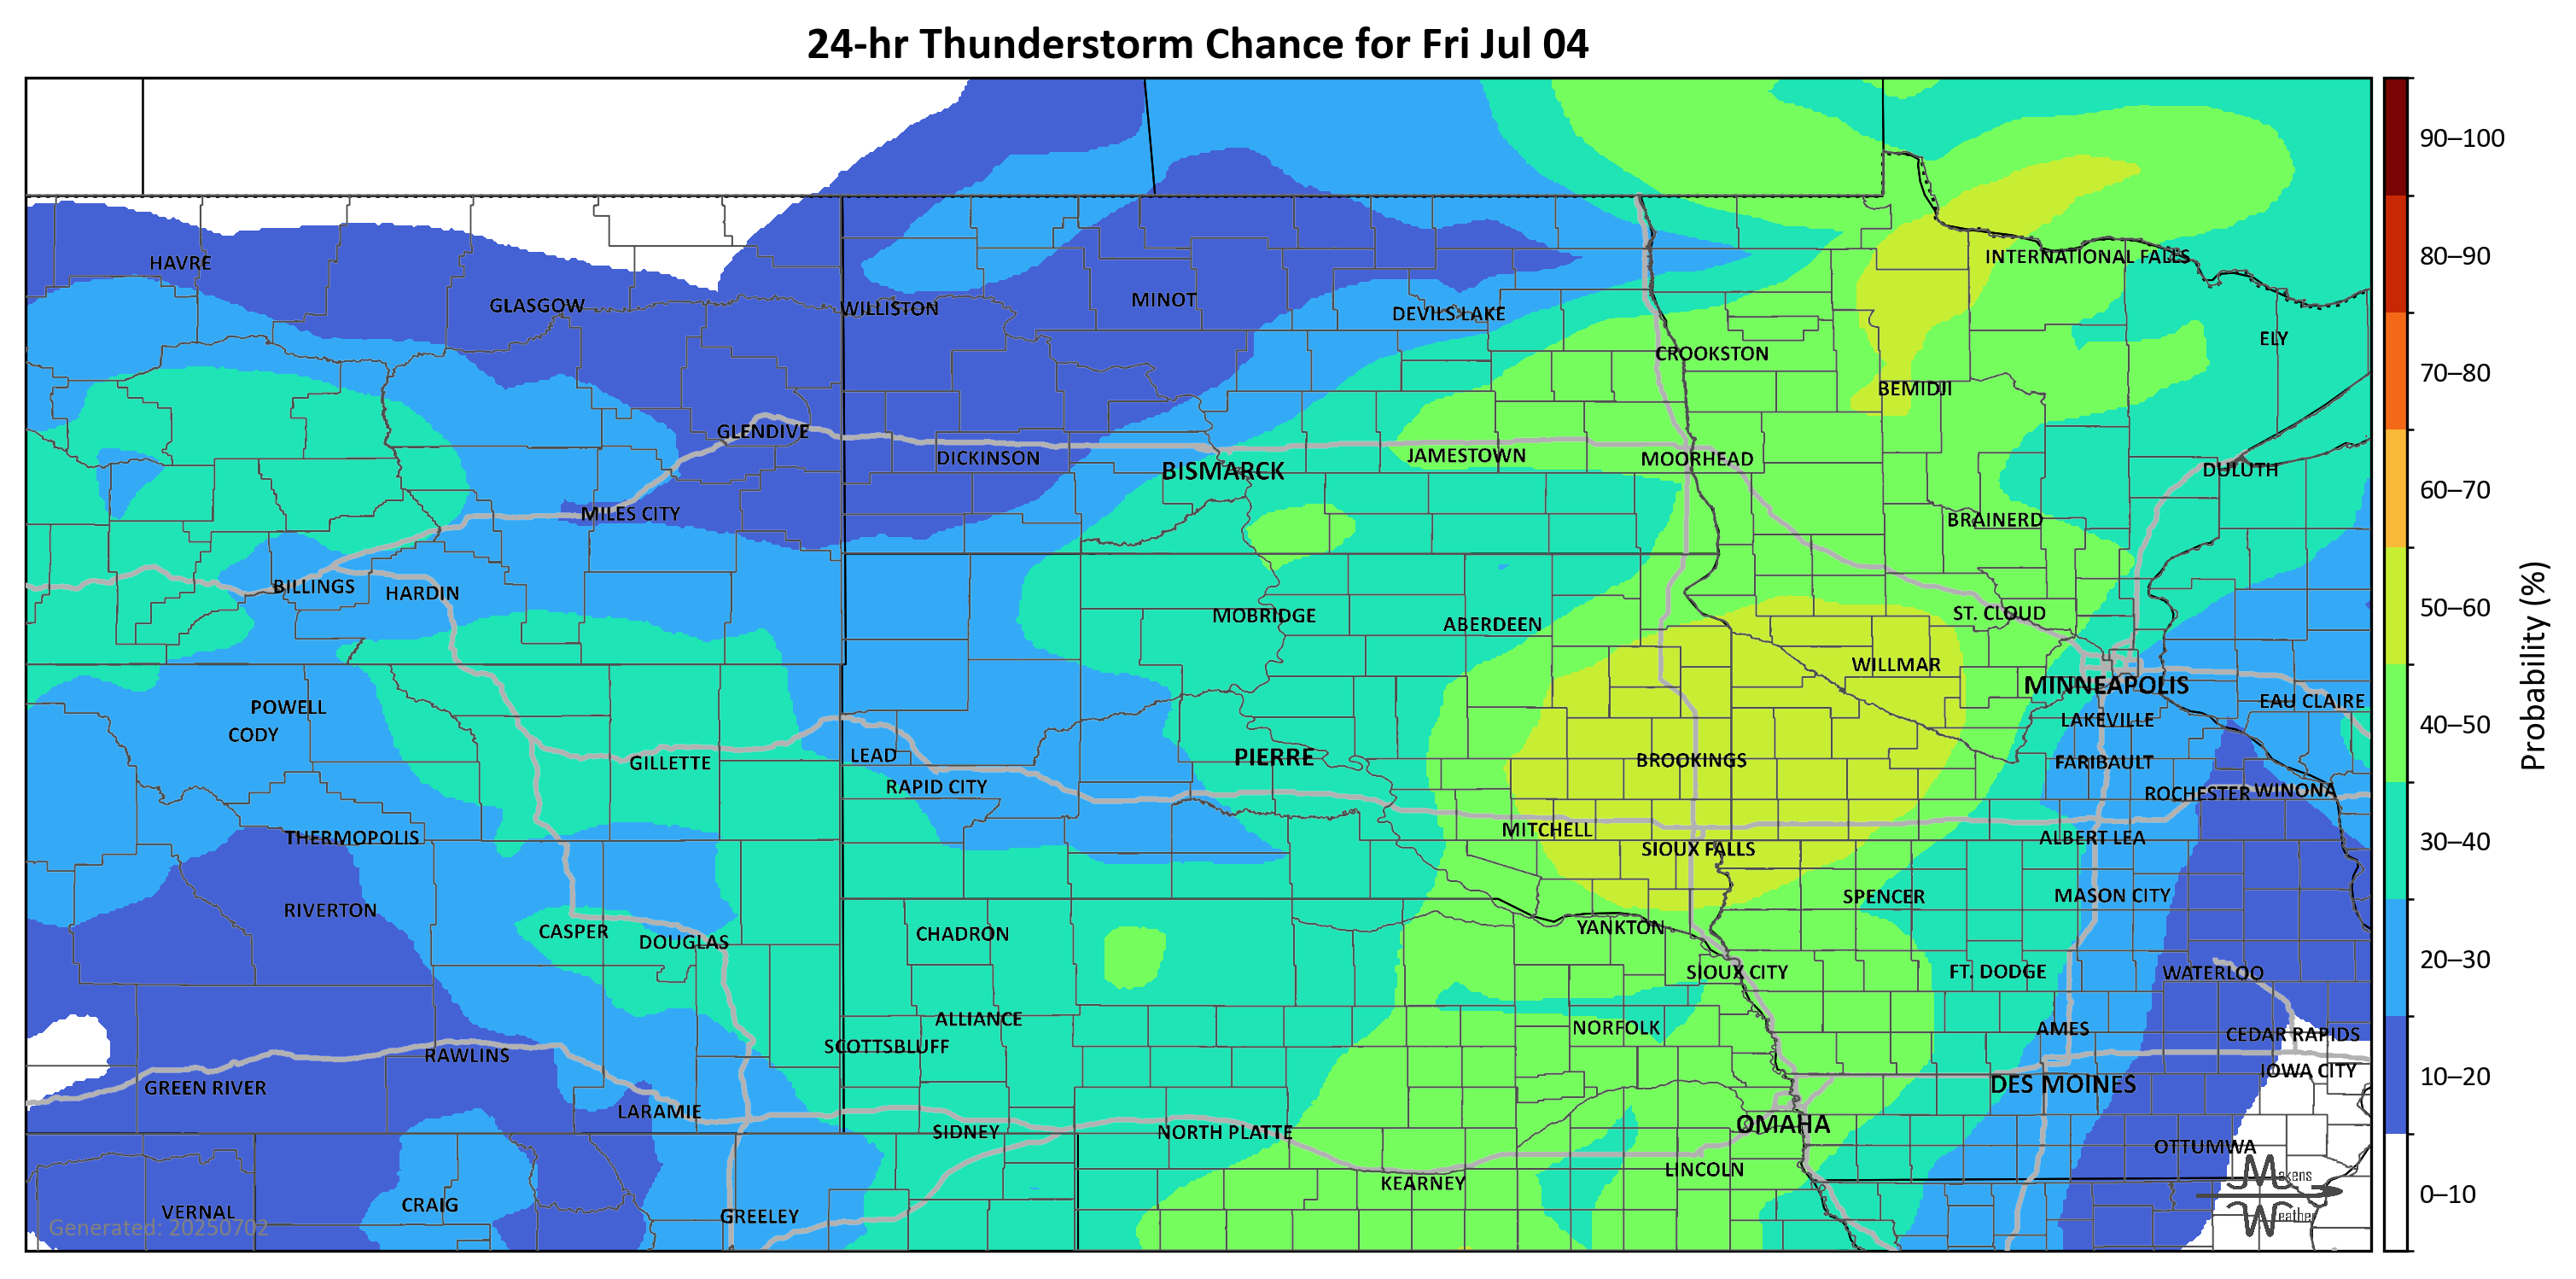 24-hr Thunderstorm Chance for Fri Jul 04
90–100
80–90
70–80
60–70
50–60
40–50
30–40
20–30
10–20
0–10
Probability (%)
HAVRE
GLASGOW
WILLISTON
MINOT
DEVILS LAKE
INTERNATIONAL FALLS
ELY
CROOKSTON
BEMIDJI
GLENDIVE
DICKINSON
BISMARCK
JAMESTOWN
MOORHEAD
DULUTH
MILES CITY
BRAINERD
BILLINGS
HARDIN
MOBRIDGE
ABERDEEN
ST. CLOUD
WILLMAR
MINNEAPOLIS
POWELL
CODY
LAKEVILLE
EAU CLAIRE
GILLETTE
LEAD
PIERRE
BROOKINGS
FARIBAULT
RAPID CITY
ROCHESTER
WINONA
THERMOPOLIS
MITCHELL
SIOUX FALLS
ALBERT LEA
RIVERTON
SPENCER
MASON CITY
CASPER
DOUGLAS
CHADRON
YANKTON
SIOUX CITY
FT. DODGE
WATERLOO
ALLIANCE
NORFOLK
AMES
CEDAR RAPIDS
SCOTTSBLUFF
RAWLINS
IOWA CITY
GREEN RIVER
DES MOINES
LARAMIE
OMAHA
SIDNEY
NORTH PLATTE
OTTUMWA
LINCOLN
KEARNEY
VERNAL
CRAIG
GREELEY
Generated: 20250702
Makens
Weather